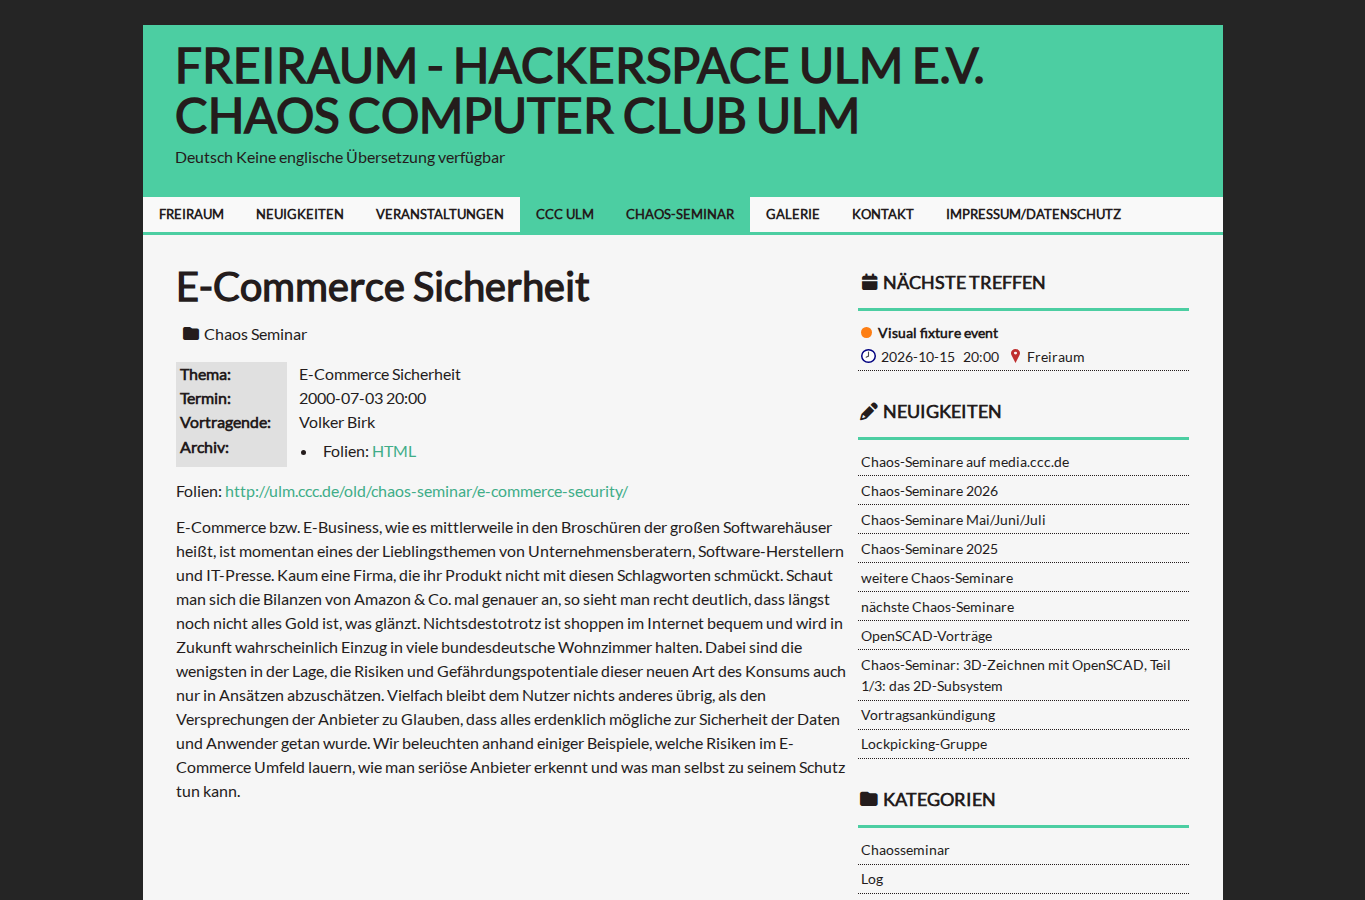 FREIRAUM - HACKERSPACE ULM E.V.
CHAOS COMPUTER CLUB ULM
Deutsch Keine englische Übersetzung verfügbar
FREIRAUM NEUIGKEITEN VERANSTALTUNGEN CCC ULM CHAOS-SEMINAR GALERIE KONTAKT IMPRESSUM/DATENSCHUTZ
E-Commerce Sicherheit
Chaos Seminar
Thema: E-Commerce Sicherheit
Termin: 2000-07-03 20:00
Vortragende: Volker Birk
Archiv:
• Folien: HTML
Folien: http://ulm.ccc.de/old/chaos-seminar/e-commerce-security/
E-Commerce bzw. E-Business, wie es mittlerweile in den Broschüren der großen Softwarehäuser
heißt, ist momentan eines der Lieblingsthemen von Unternehmensberatern, Software-Herstellern
und IT-Presse. Kaum eine Firma, die ihr Produkt nicht mit diesen Schlagworten schmückt. Schaut
man sich die Bilanzen von Amazon & Co. mal genauer an, so sieht man recht deutlich, dass längst
noch nicht alles Gold ist, was glänzt. Nichtsdestotrotz ist shoppen im Internet bequem und wird in
Zukunft wahrscheinlich Einzug in viele bundesdeutsche Wohnzimmer halten. Dabei sind die
wenigsten in der Lage, die Risiken und Gefährdungspotentiale dieser neuen Art des Konsums auch
nur in Ansätzen abzuschätzen. Vielfach bleibt dem Nutzer nichts anderes übrig, als den
Versprechungen der Anbieter zu Glauben, dass alles erdenklich mögliche zur Sicherheit der Daten
und Anwender getan wurde. Wir beleuchten anhand einiger Beispiele, welche Risiken im E-
Commerce Umfeld lauern, wie man seriöse Anbieter erkennt und was man selbst zu seinem Schutz
tun kann.
NÄCHSTE TREFFEN
Visual fixture event
2026-10-15 20:00 Freiraum
NEUIGKEITEN
Chaos-Seminare auf media.ccc.de
Chaos-Seminare 2026
Chaos-Seminare Mai/Juni/Juli
Chaos-Seminare 2025
weitere Chaos-Seminare
nächste Chaos-Seminare
OpenSCAD-Vorträge
Chaos-Seminar: 3D-Zeichnen mit OpenSCAD, Teil
1/3: das 2D-Subsystem
Vortragsankündigung
Lockpicking-Gruppe
KATEGORIEN
Chaosseminar
Log